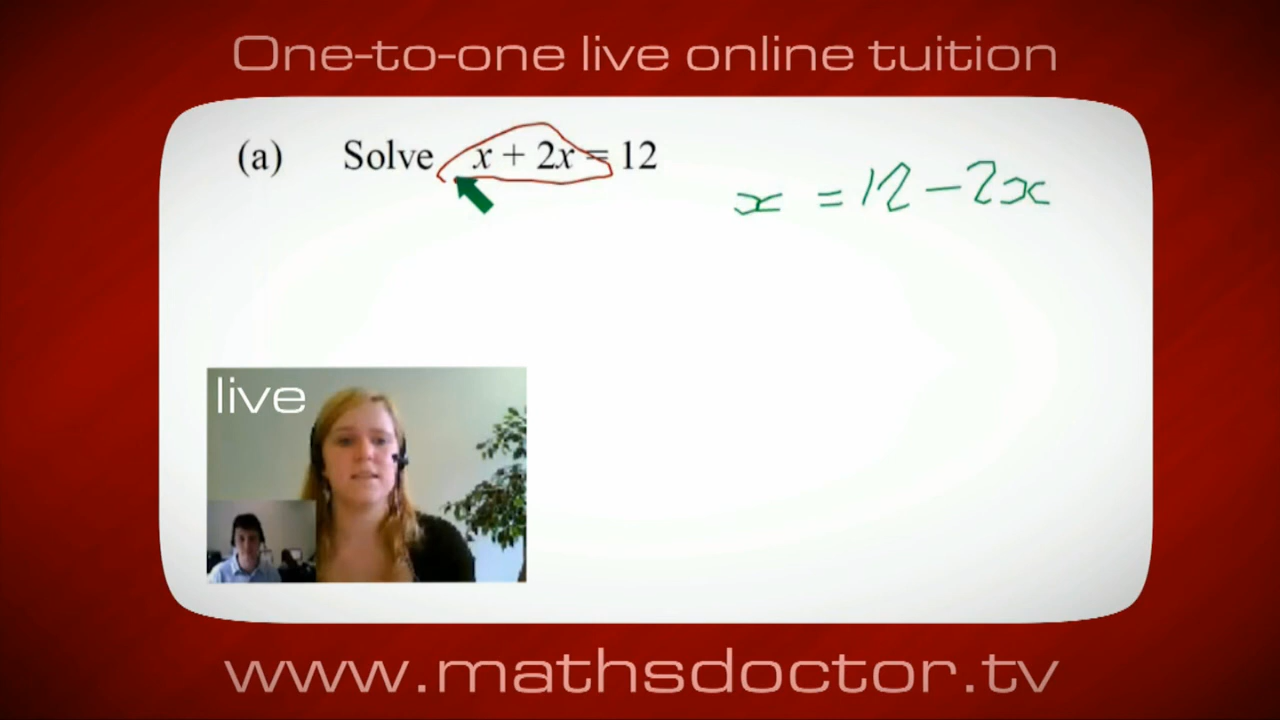 One-to-one live online tuition
(a) Solve x + 2x = 12
x = 12 - 2x
live
www.mathsdoctor.tv